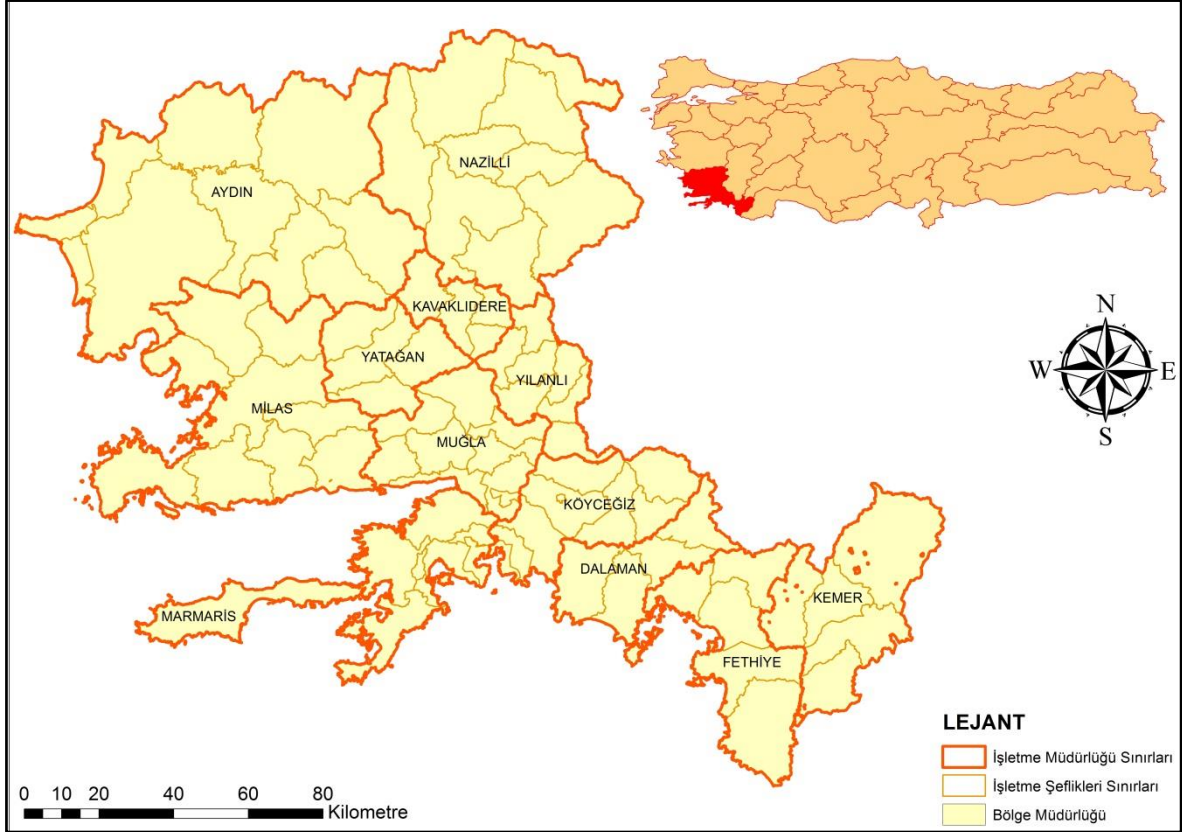 NAZİLLİ
AYDIN
KAVAKLIDERE
YATAĞAN
YILANLI
MİLAS
MUĞLA
KÖYCEĞİZ
DALAMAN
KEMER
MARMARİS
FETHİYE
N
W
E
S
LEJANT
İşletme Müdürlüğü Sınırları
İşletme Şeflikleri Sınırları
Bölge Müdürlüğü
0 10 20 40 60 80
Kilometre